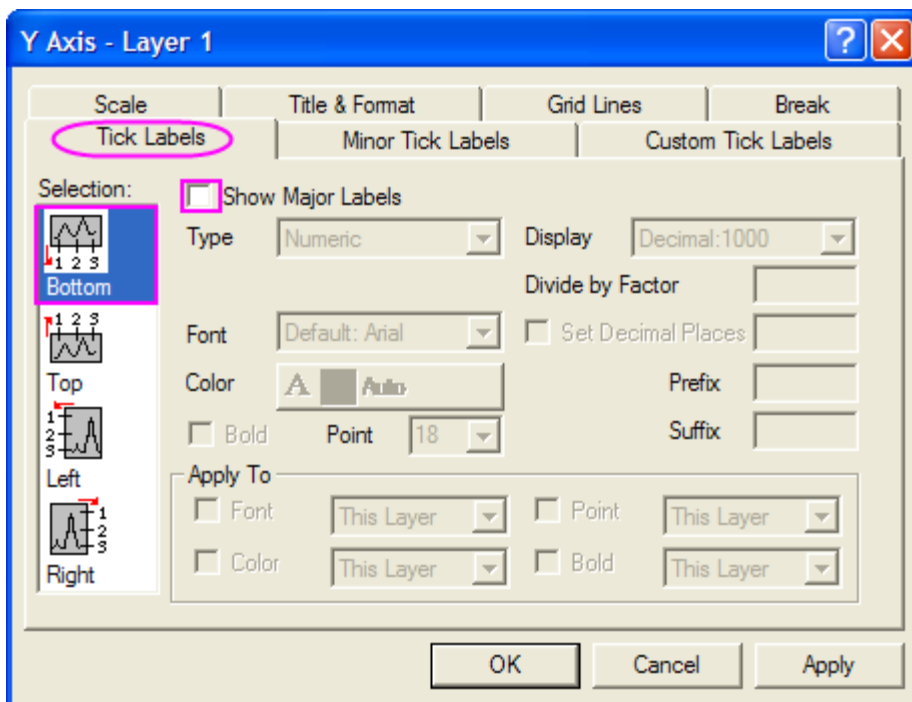 Y Axis - Layer 1
?
Scale Title & Format Grid Lines Break
Tick Labels Minor Tick Labels Custom Tick Labels
Selection:
1 2 3
Bottom
1 2 3
Top
1
2
3
Left
1
2
3
Right
Show Major Labels
Type Numeric Display Decimal:1000
Divide by Factor
Font Default: Arial Set Decimal Places
Color A Auto Prefix
Bold Point 18 Suffix
Apply To
Font This Layer Point This Layer
Color This Layer Bold This Layer
OK Cancel Apply